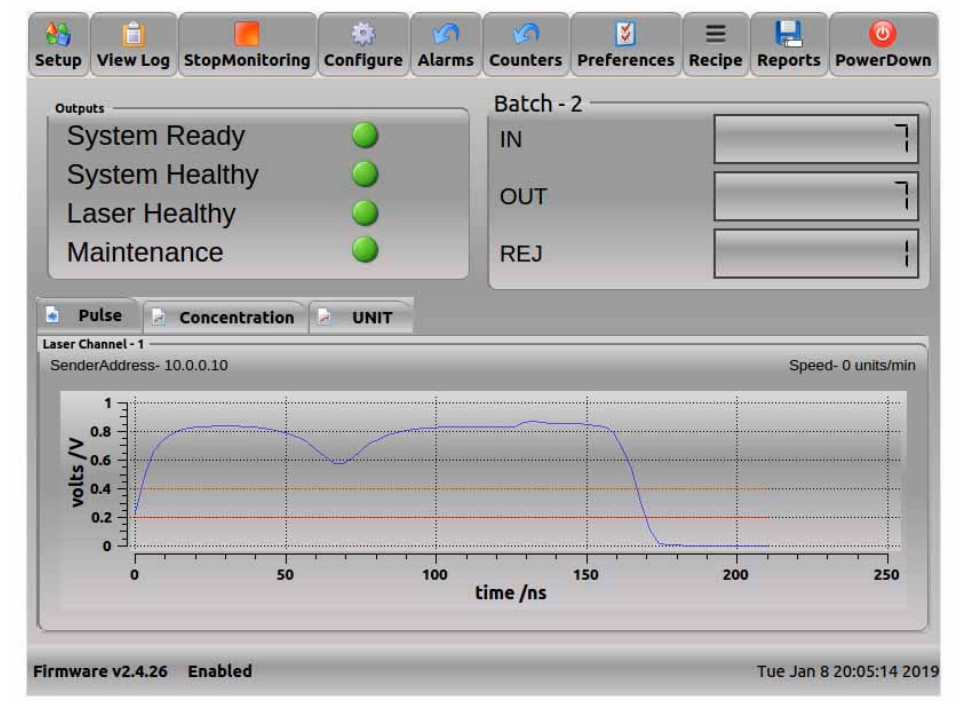 Setup View Log StopMonitoring Configure Alarms Counters Preferences Recipe Reports PowerDown
Outputs
System Ready
System Healthy
Laser Healthy
Maintenance
Batch - 2
IN 7
OUT 7
REJ 1
Pulse Concentration UNIT
Laser Channel - 1
SenderAddress- 10.0.0.10 Speed- 0 units/min
1
0.8
0.6
0.4
0.2
0
volts /V
0 50 100 150 200 250
time /ns
Firmware v2.4.26 Enabled Tue Jan 8 20:05:14 2019